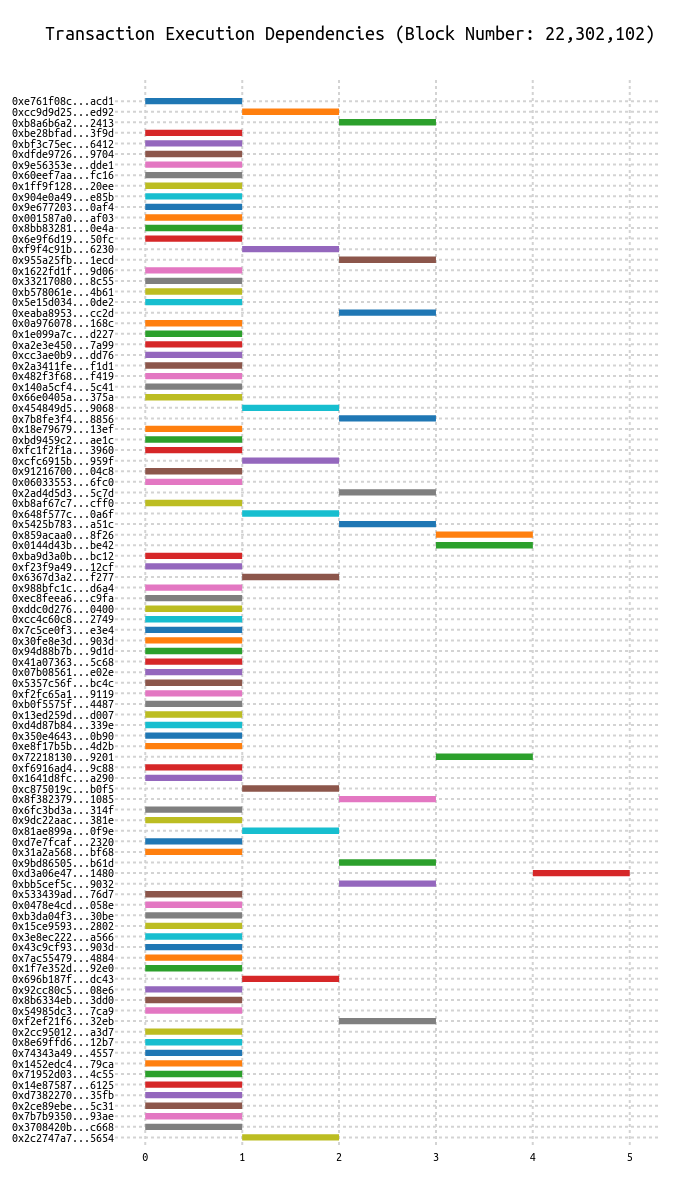 Transaction Execution Dependencies (Block Number: 22,302,102)
0xe761f08c...acd1
0xcc9d9d25...ed92
0xb8a6b6a2...2413
0xbe28bfad...3f9d
0xbf3c75ec...6412
0xdfde9726...9704
0x9e56353e...dde1
0x60eef7aa...fc16
0x1ff9f128...20ee
0x904e0a49...e85b
0x9e677203...0af4
0x001587a0...af03
0x8bb83281...0e4a
0x6e9f6d19...50fc
0xf9f4c91b...6230
0x955a25fb...1ecd
0x1622fd1f...9d06
0x33217080...8c55
0xb578061e...4b61
0x5e15d034...0de2
0xeaba8953...cc2d
0x0a976078...168c
0x1e099a7c...d227
0xa2e3e450...7a99
0xcc3ae0b9...dd76
0x2a3411fe...f1d1
0x482f3f68...f419
0x140a5cf4...5c41
0x66e0405a...375a
0x454849d5...9068
0x7b8fe3f4...8856
0x18e79679...13ef
0xbd9459c2...ae1c
0xfc1f2f1a...3960
0xcfc6915b...959f
0x91216700...04c8
0x06033553...6fc0
0x2ad4d5d3...5c7d
0xb8af67c7...cff0
0x648f577c...0a6f
0x5425b783...a51c
0x859acaa0...8f26
0x0144d43b...be42
0xba9d3a0b...bc12
0xf23f9a49...12cf
0x6367d3a2...f277
0x988bfc1c...d6a4
0xec8feea6...c9fa
0xddc0d276...0400
0xcc4c60c8...2749
0x7c5ce0f3...e3e4
0x30fe8e3d...903d
0x94d88b7b...9d1d
0x41a07363...5c68
0x07b08561...e02e
0x5357c56f...bc4c
0xf2fc65a1...9119
0xb0f5575f...4487
0x13ed259d...d007
0xd4d87b84...339e
0x350e4643...0b90
0xe8f17b5b...4d2b
0x72218130...9201
0xf6916ad4...9c88
0x1641d8fc...a290
0xc875019c...b0f5
0x8f382379...1085
0x6fc3bd3a...314f
0x9dc22aac...381e
0x81ae899a...0f9e
0xd7e7fcaf...2320
0x31a2a568...bf68
0x9bd86505...b61d
0xd3a06e47...1480
0xbb5cef5c...9032
0x533439ad...76d7
0x0478e4cd...058e
0xb3da04f3...30be
0x15ce9593...2802
0x3e8ec222...a566
0x43c9cf93...903d
0x7ac55479...4884
0x1f7e352d...92e0
0x696b187f...dc43
0x92cc80c5...08e6
0x8b6334eb...3dd0
0x54985dc3...7ca9
0xf2ef21f6...32eb
0x2cc95012...a3d7
0x8e69ffd6...12b7
0x74343a49...4557
0x1452edc4...79ca
0x71952d03...4c55
0x14e87587...6125
0xd7382270...35fb
0x2ce89ebe...5c31
0x7b7b9350...93ae
0x3708420b...c668
0x2c2747a7...5654
0 1 2 3 4 5